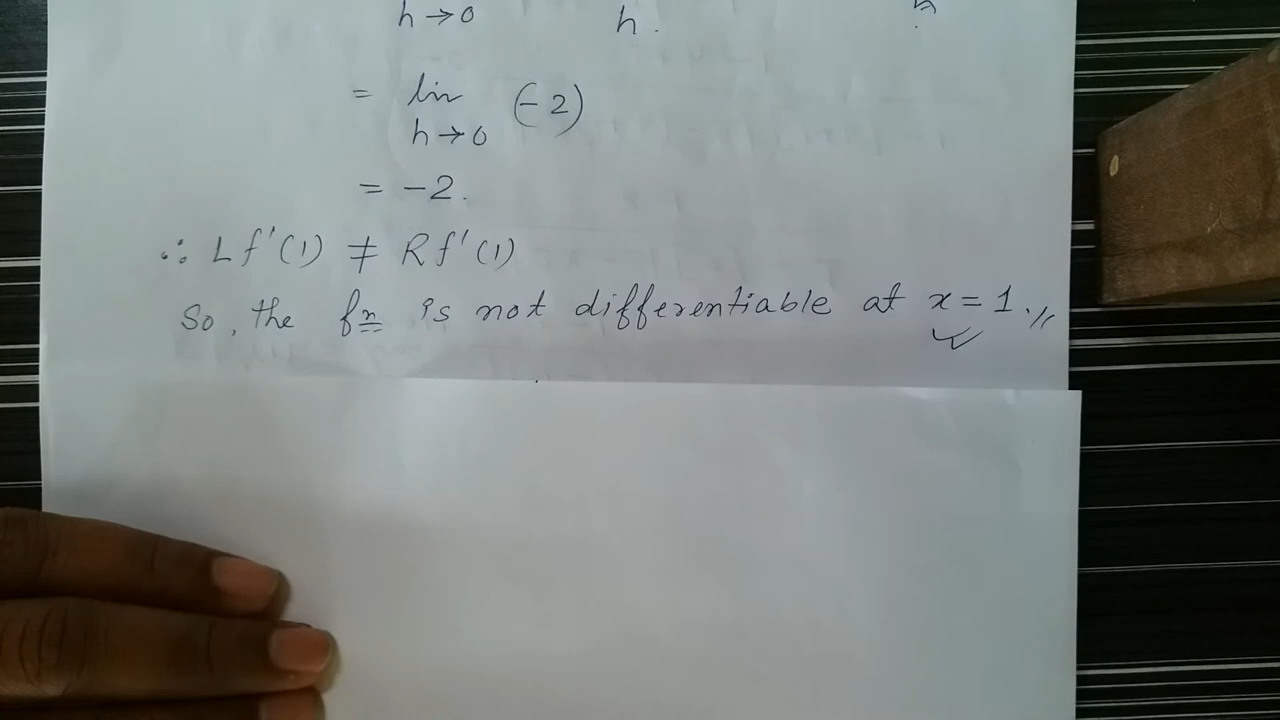 h → 0 h. h
= lim (-2)
h → 0
= -2.
∴ Lf'(1) ≠ Rf'(1)
So, the fn is not differentiable at x = 1.//